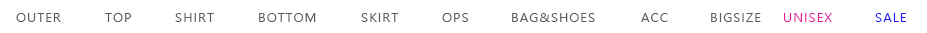 OUTER TOP SHIRT BOTTOM SKIRT OPS BAG&SHOES ACC BIGSIZE UNISEX SALE